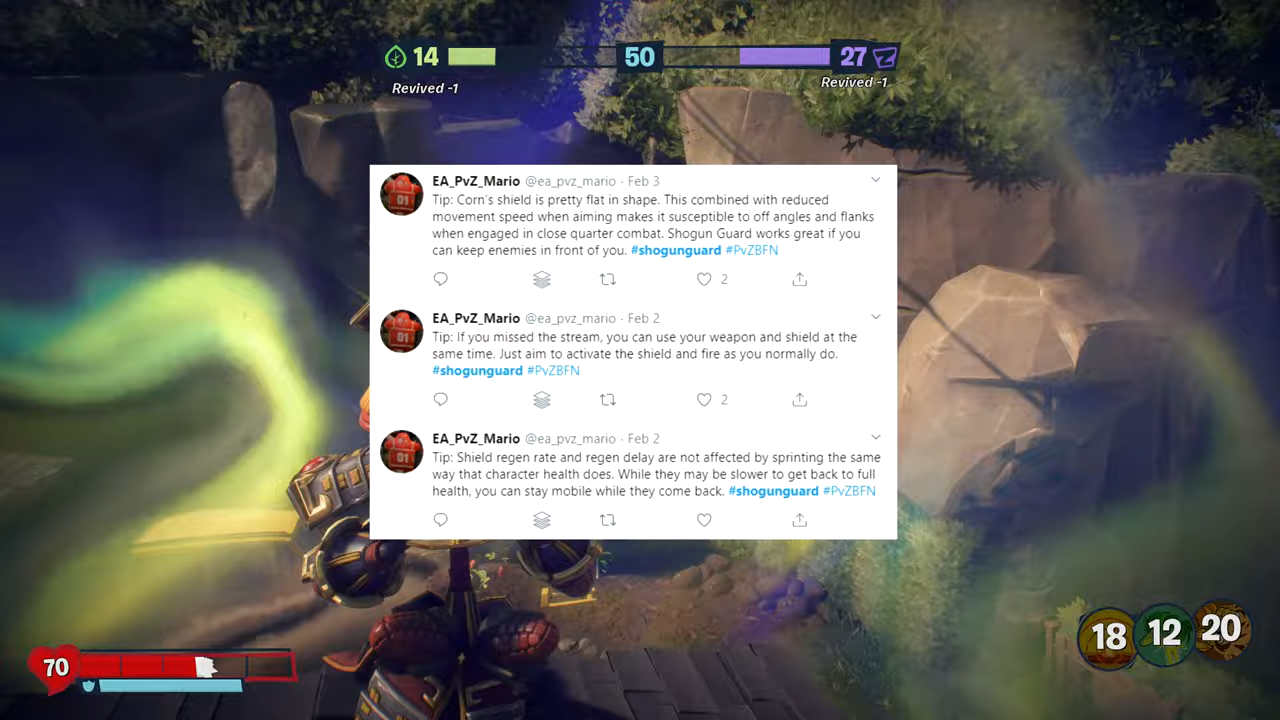 14 50 27
Revived -1 Revived -1
EA_PvZ_Mario @ea_pvz_mario · Feb 3
Tip: Corn's shield is pretty flat in shape. This combined with reduced
movement speed when aiming makes it susceptible to off angles and flanks
when engaged in close quarter combat. Shogun Guard works great if you
can keep enemies in front of you. #shogunguard #PvZBFN
2
EA_PvZ_Mario @ea_pvz_mario · Feb 2
Tip: If you missed the stream, you can use your weapon and shield at the
same time. Just aim to activate the shield and fire as you normally do.
#shogunguard #PvZBFN
2
EA_PvZ_Mario @ea_pvz_mario · Feb 2
Tip: Shield regen rate and regen delay are not affected by sprinting the same
way that character health does. While they may be slower to get back to full
health, you can stay mobile while they come back. #shogunguard #PvZBFN
70
18 12 20